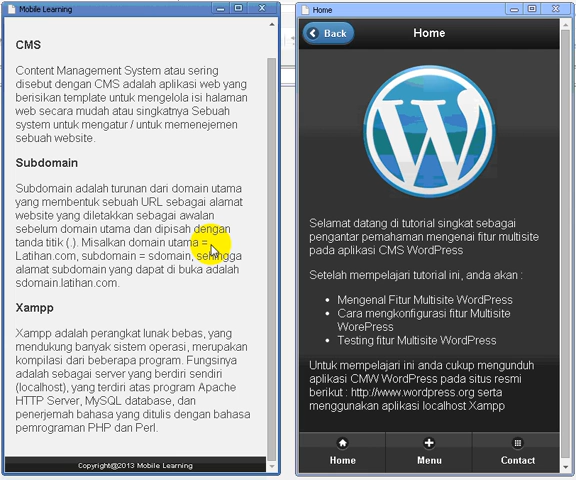 Mobile Learning
CMS
Content Management System atau sering
disebut dengan CMS adalah aplikasi web yang
berisikan template untuk mengelola isi halaman
web secara mudah atau singkatnya Sebuah
system untuk mengatur / untuk memenejemen
sebuah website.
Subdomain
Subdomain adalah turunan dari domain utama
yang membentuk sebuah URL sebagai alamat
website yang diletakkan sebagai awalan
sebelum domain utama dan dipisah dengan
tanda titik (.). Misalkan domain utama =
Latihan.com, subdomain = sdomain, sehingga
alamat subdomain yang dapat di buka adalah
sdomain.latihan.com.
Xampp
Xampp adalah perangkat lunak bebas, yang
mendukung banyak sistem operasi, merupakan
kompilasi dari beberapa program. Fungsinya
adalah sebagai server yang berdiri sendiri
(localhost), yang terdiri atas program Apache
HTTP Server, MySQL database, dan
penerjemah bahasa yang ditulis dengan bahasa
pemrograman PHP dan Perl.
Copyright@2013 Mobile Learning
Home
Back
Home
W
Selamat datang di tutorial singkat sebagai
pengantar pemahaman mengenai fitur multisite
pada aplikasi CMS WordPress
Setelah mempelajari tutorial ini, anda akan :
• Mengenal Fitur Multisite WordPress
• Cara mengkonfigurasi fitur Multisite
WorePress
• Testing fitur Multisite WordPress
Untuk mempelajari ini anda cukup mengunduh
aplikasi CMW WordPress pada situs resmi
berikut : http://www.wordpress.org serta
menggunakan aplikasi localhost Xampp
Home
Menu
Contact